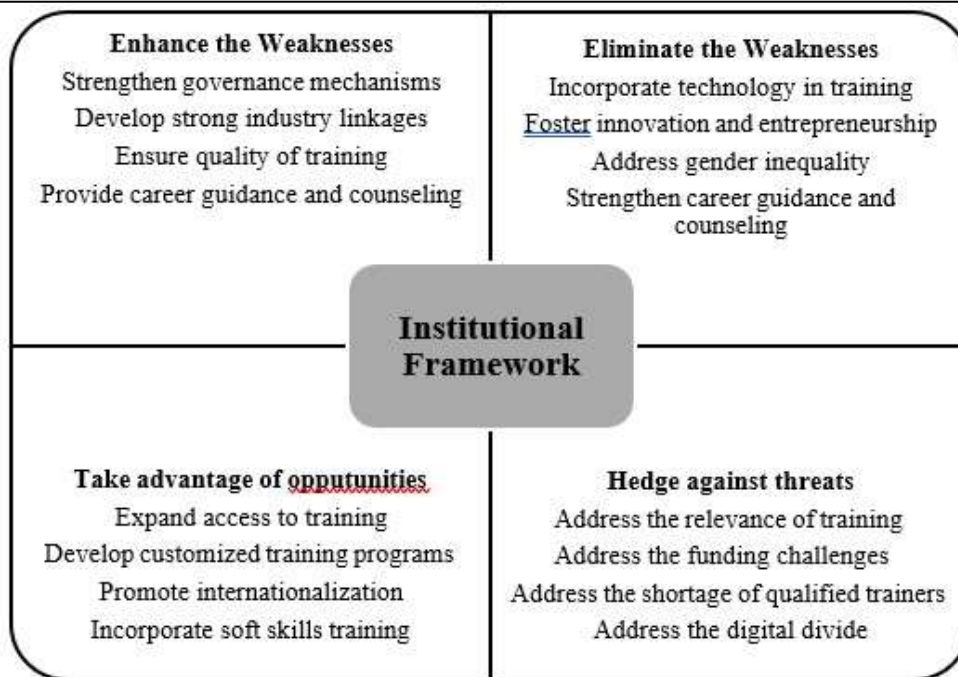 Enhance the Weaknesses
Strengthen governance mechanisms
Develop strong industry linkages
Ensure quality of training
Provide career guidance and counseling
Eliminate the Weaknesses
Incorporate technology in training
Foster innovation and entrepreneurship
Address gender inequality
Strengthen career guidance and
counseling
Institutional
Framework
Take advantage of opputunities
Expand access to training
Develop customized training programs
Promote internationalization
Incorporate soft skills training
Hedge against threats
Address the relevance of training
Address the funding challenges
Address the shortage of qualified trainers
Address the digital divide